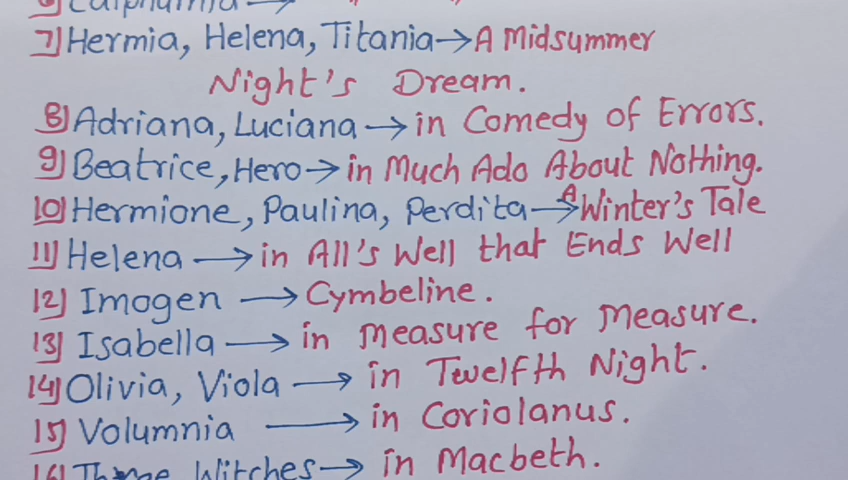 6) Calphurnia →
7) Hermia, Helena, Titania → A Midsummer
Night's Dream.
8) Adriana, Luciana → in Comedy of Errors.
9) Beatrice, Hero → in Much Ado About Nothing.
10) Hermione, Paulina, Perdita → A Winter's Tale
11) Helena → in All's Well that Ends Well
12) Imogen → Cymbeline.
13) Isabella → in Measure for Measure.
14) Olivia, Viola → in Twelfth Night.
15) Volumnia → in Coriolanus.
16) Three Witches → in Macbeth.